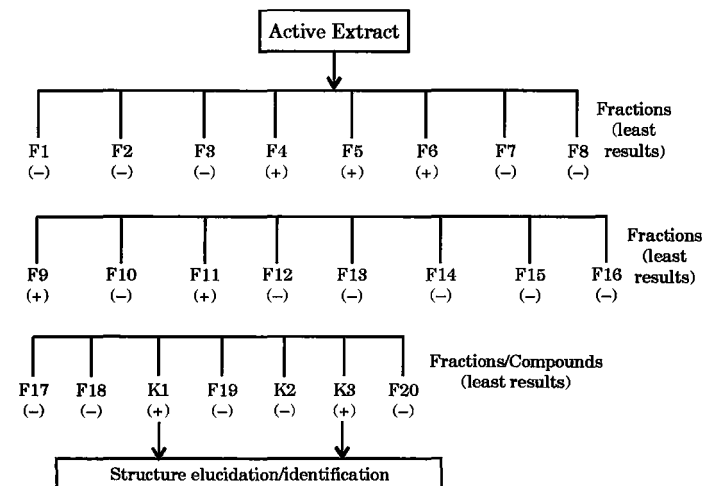 Active Extract
Fractions
(least
results)
F1 F2 F3 F4 F5 F6 F7 F8
(–) (–) (–) (+) (+) (+) (–) (–)
Fractions
(least
results)
F9 F10 F11 F12 F13 F14 F15 F16
(+) (–) (+) (–) (–) (–) (–) (–)
Fractions/Compounds
(least results)
F17 F18 K1 F19 K2 K3 F20
(–) (–) (+) (–) (–) (+) (–)
Structure elucidation/identification